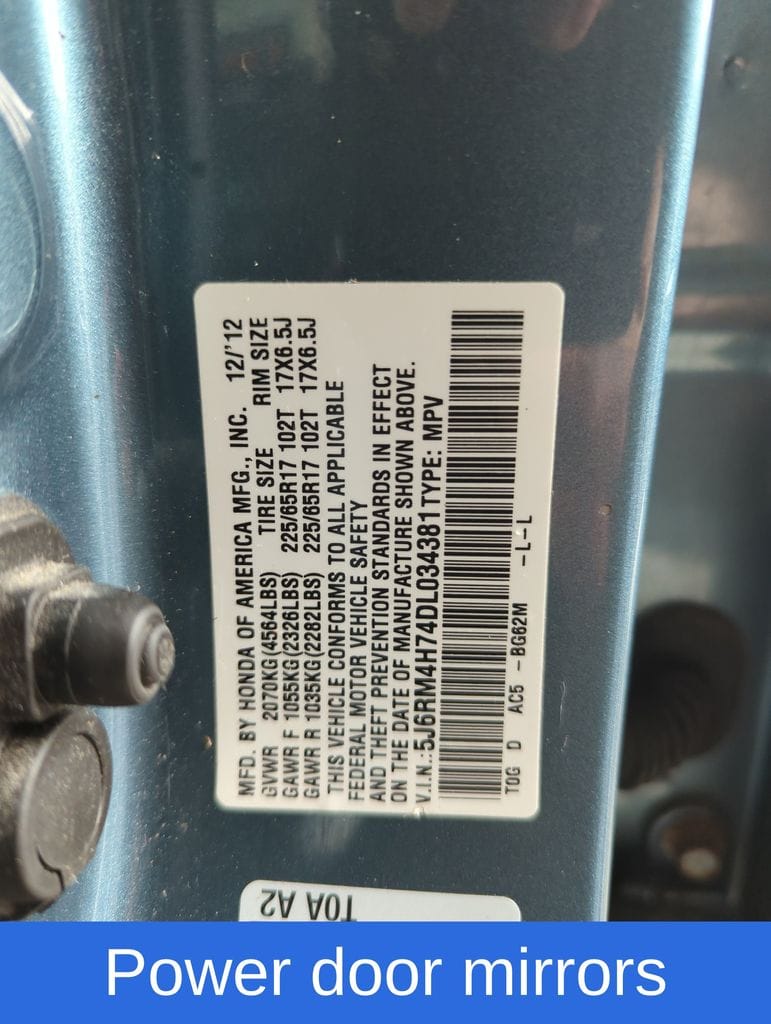 MFD. BY HONDA OF AMERICA MFG., INC. 12/'12
GVWR 2070KG(4564LBS) TIRE SIZE RIM SIZE
GAWR F 1055KG(2326LBS) 225/65R17 102T 17X6.5J
GAWR R 1035KG(2282LBS) 225/65R17 102T 17X6.5J
THIS VEHICLE CONFORMS TO ALL APPLICABLE
FEDERAL MOTOR VEHICLE SAFETY
AND THEFT PREVENTION STANDARDS IN EFFECT
ON THE DATE OF MANUFACTURE SHOWN ABOVE.
V.I.N.:5J6RM4H74DL034381 TYPE: MPV
T0G D AC5 -BG62M -L-L
T0A A2
Power door mirrors